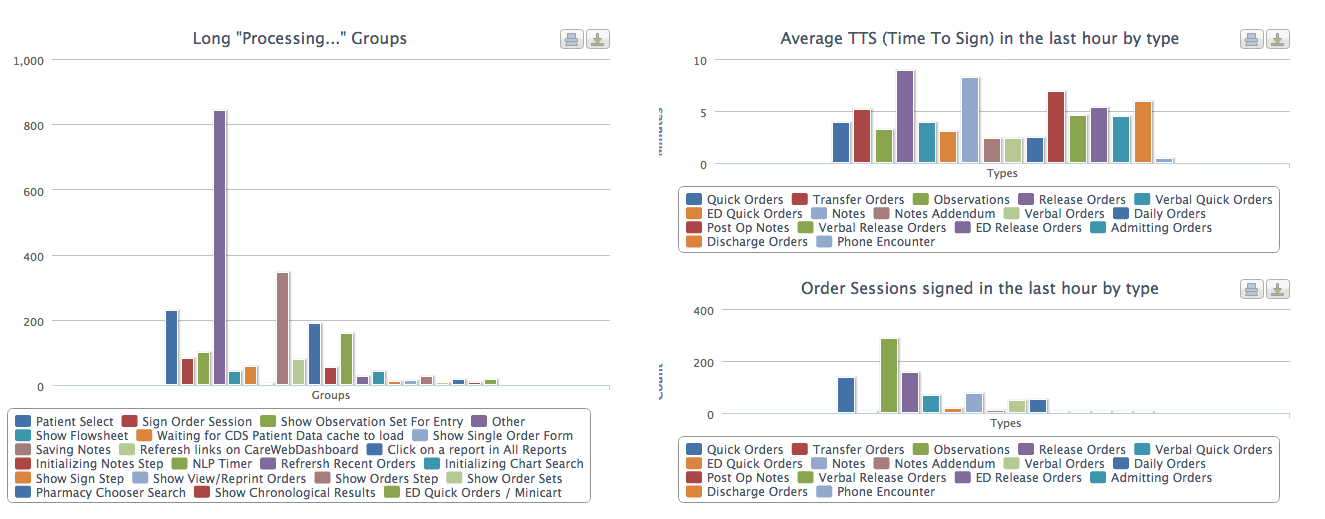 Long "Processing..." Groups
1,000
800
600
400
200
0
Groups
Patient Select Sign Order Session Show Observation Set For Entry Other
Show Flowsheet Waiting for CDS Patient Data cache to load Show Single Order Form
Saving Notes Referesh links on CareWebDashboard Click on a report in All Reports
Initializing Notes Step NLP Timer Refrersh Recent Orders Initializing Chart Search
Show Sign Step Show View/Reprint Orders Show Orders Step Show Order Sets
Pharmacy Chooser Search Show Chronological Results ED Quick Orders / Minicart
Average TTS (Time To Sign) in the last hour by type
10
5
0
Minutes
Types
Quick Orders Transfer Orders Observations Release Orders Verbal Quick Orders
ED Quick Orders Notes Notes Addendum Verbal Orders Daily Orders
Post Op Notes Verbal Release Orders ED Release Orders Admitting Orders
Discharge Orders Phone Encounter
Order Sessions signed in the last hour by type
400
200
0
Count
Types
Quick Orders Transfer Orders Observations Release Orders Verbal Quick Orders
ED Quick Orders Notes Notes Addendum Verbal Orders Daily Orders
Post Op Notes Verbal Release Orders ED Release Orders Admitting Orders
Discharge Orders Phone Encounter